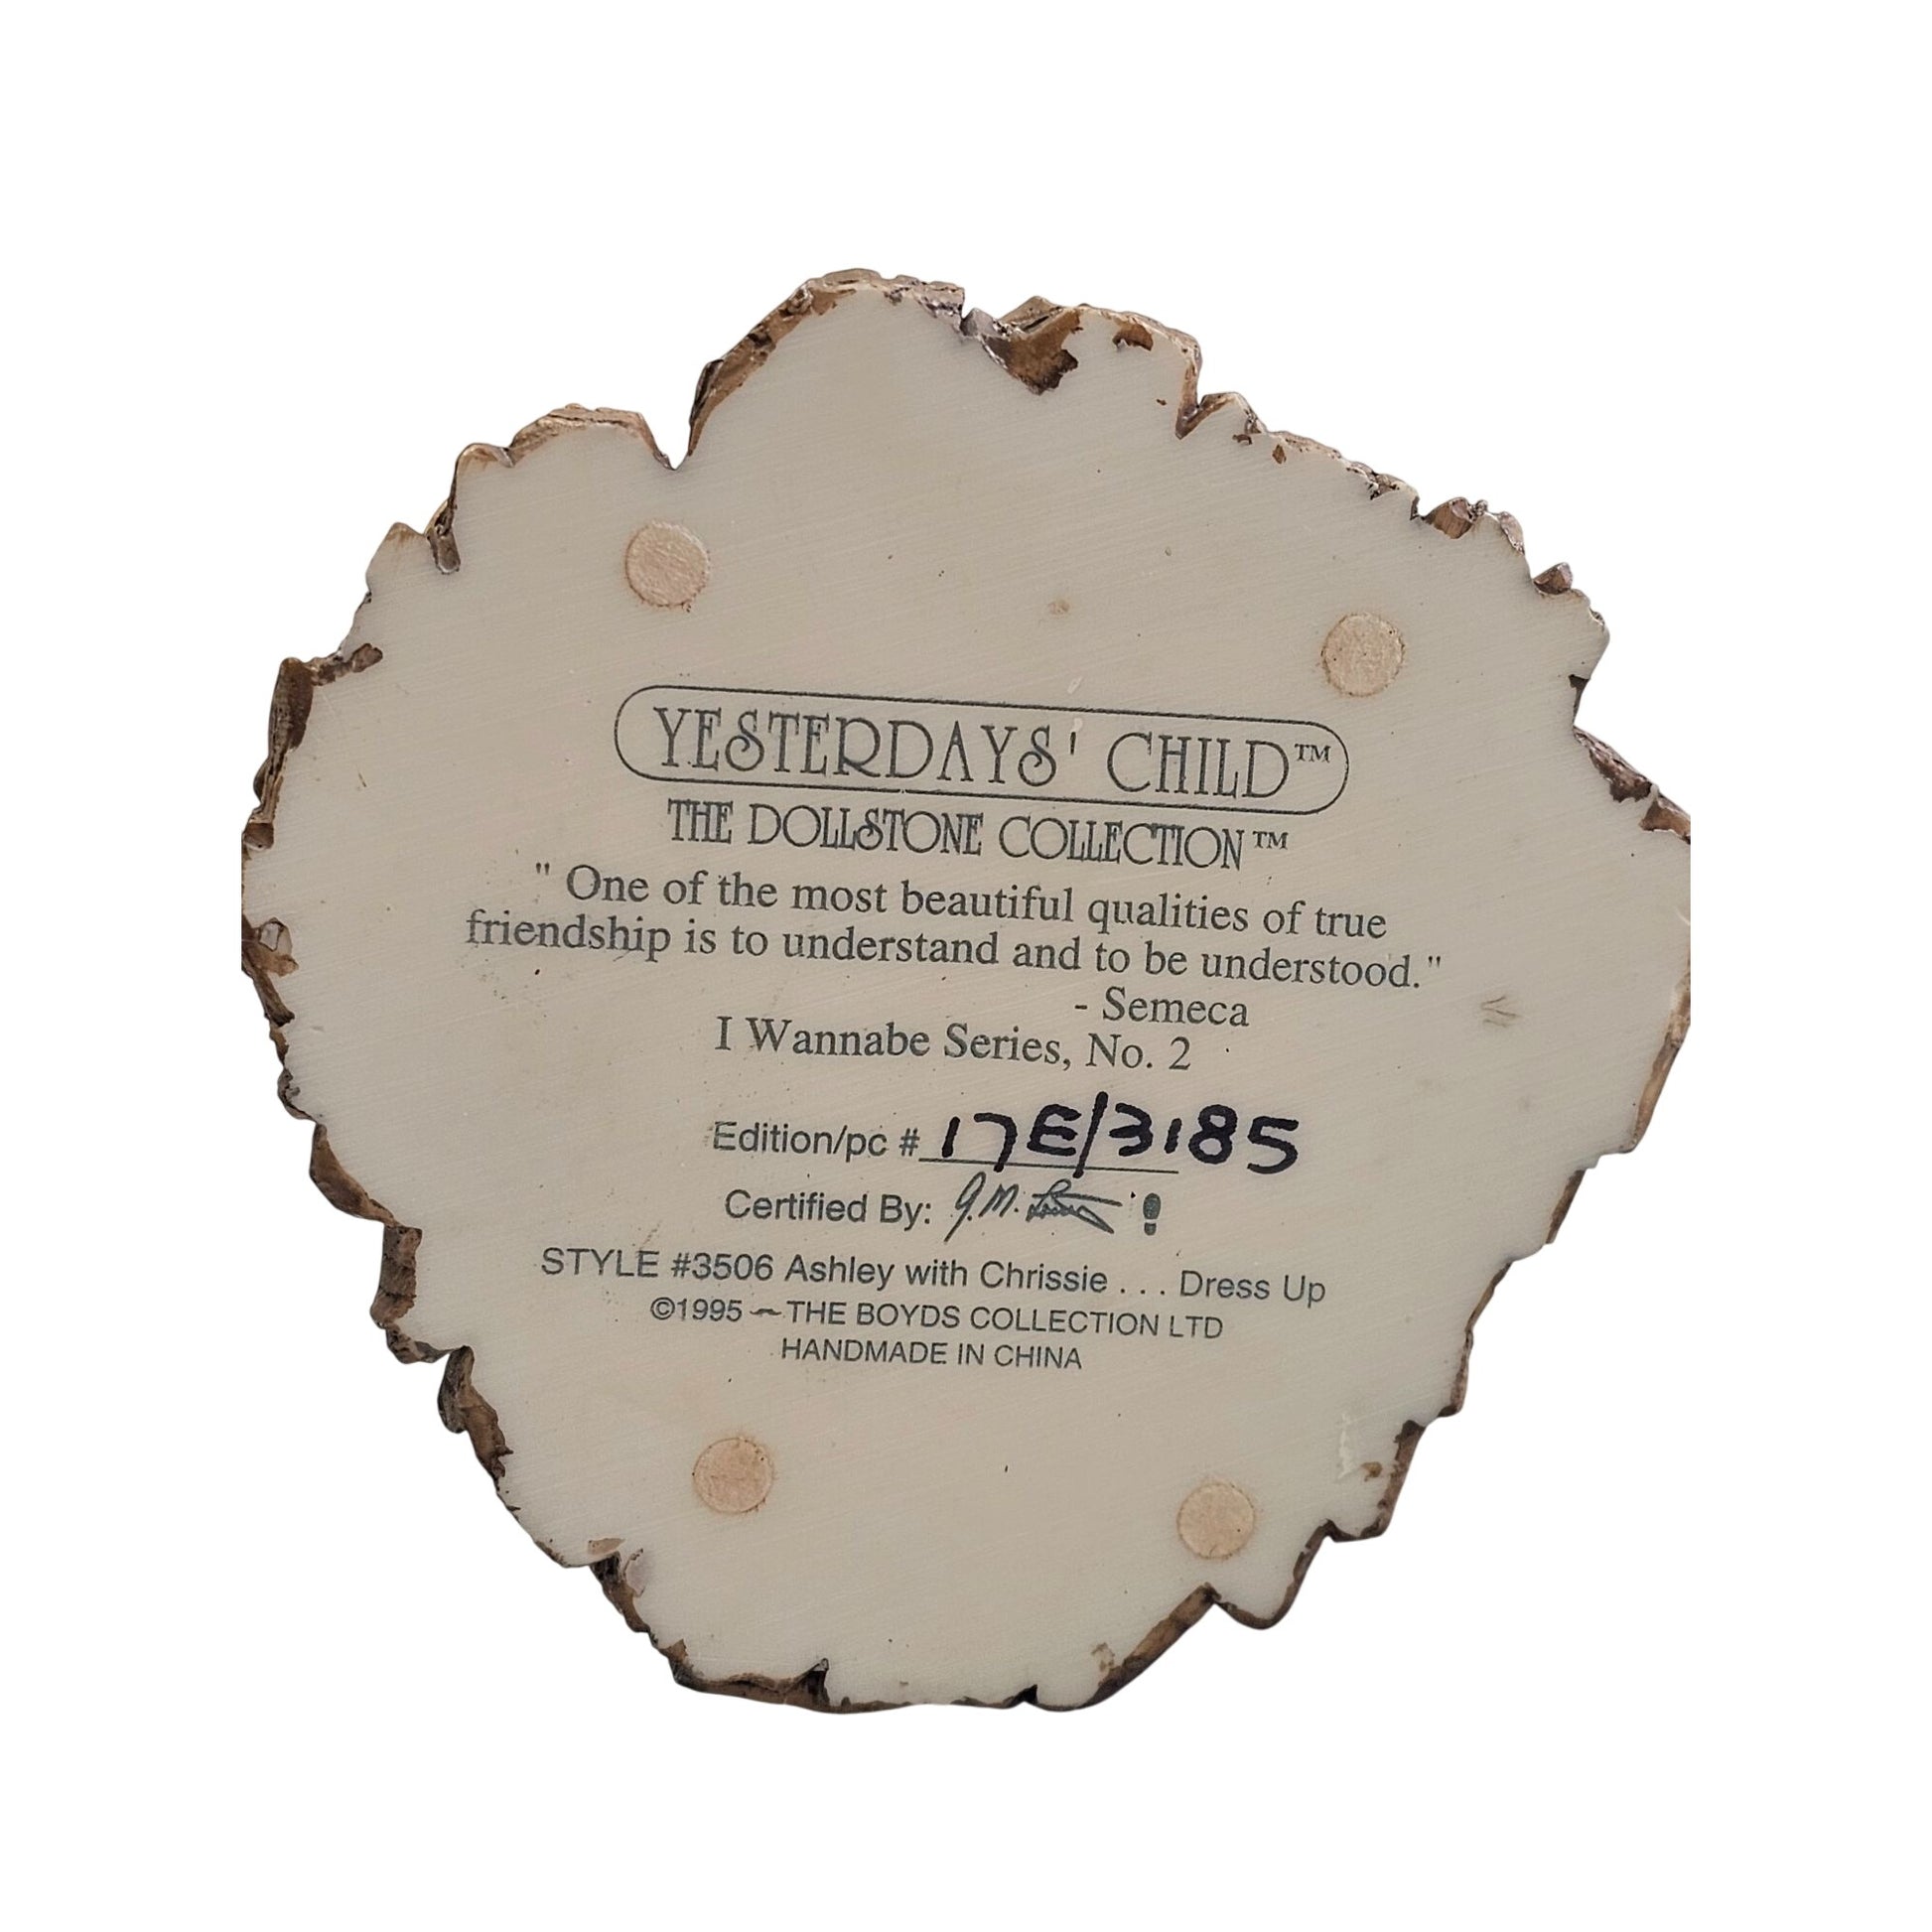 YESTERDAYS' CHILD™
THE DOLLSTONE COLLECTION™
" One of the most beautiful qualities of true
friendship is to understand and to be understood."
- Semeca
I Wannabe Series, No. 2
Edition/pc # 17E/3185
Certified By: G.M.
STYLE #3506 Ashley with Chrissie . . . Dress Up
©1995 ~ THE BOYDS COLLECTION LTD
HANDMADE IN CHINA